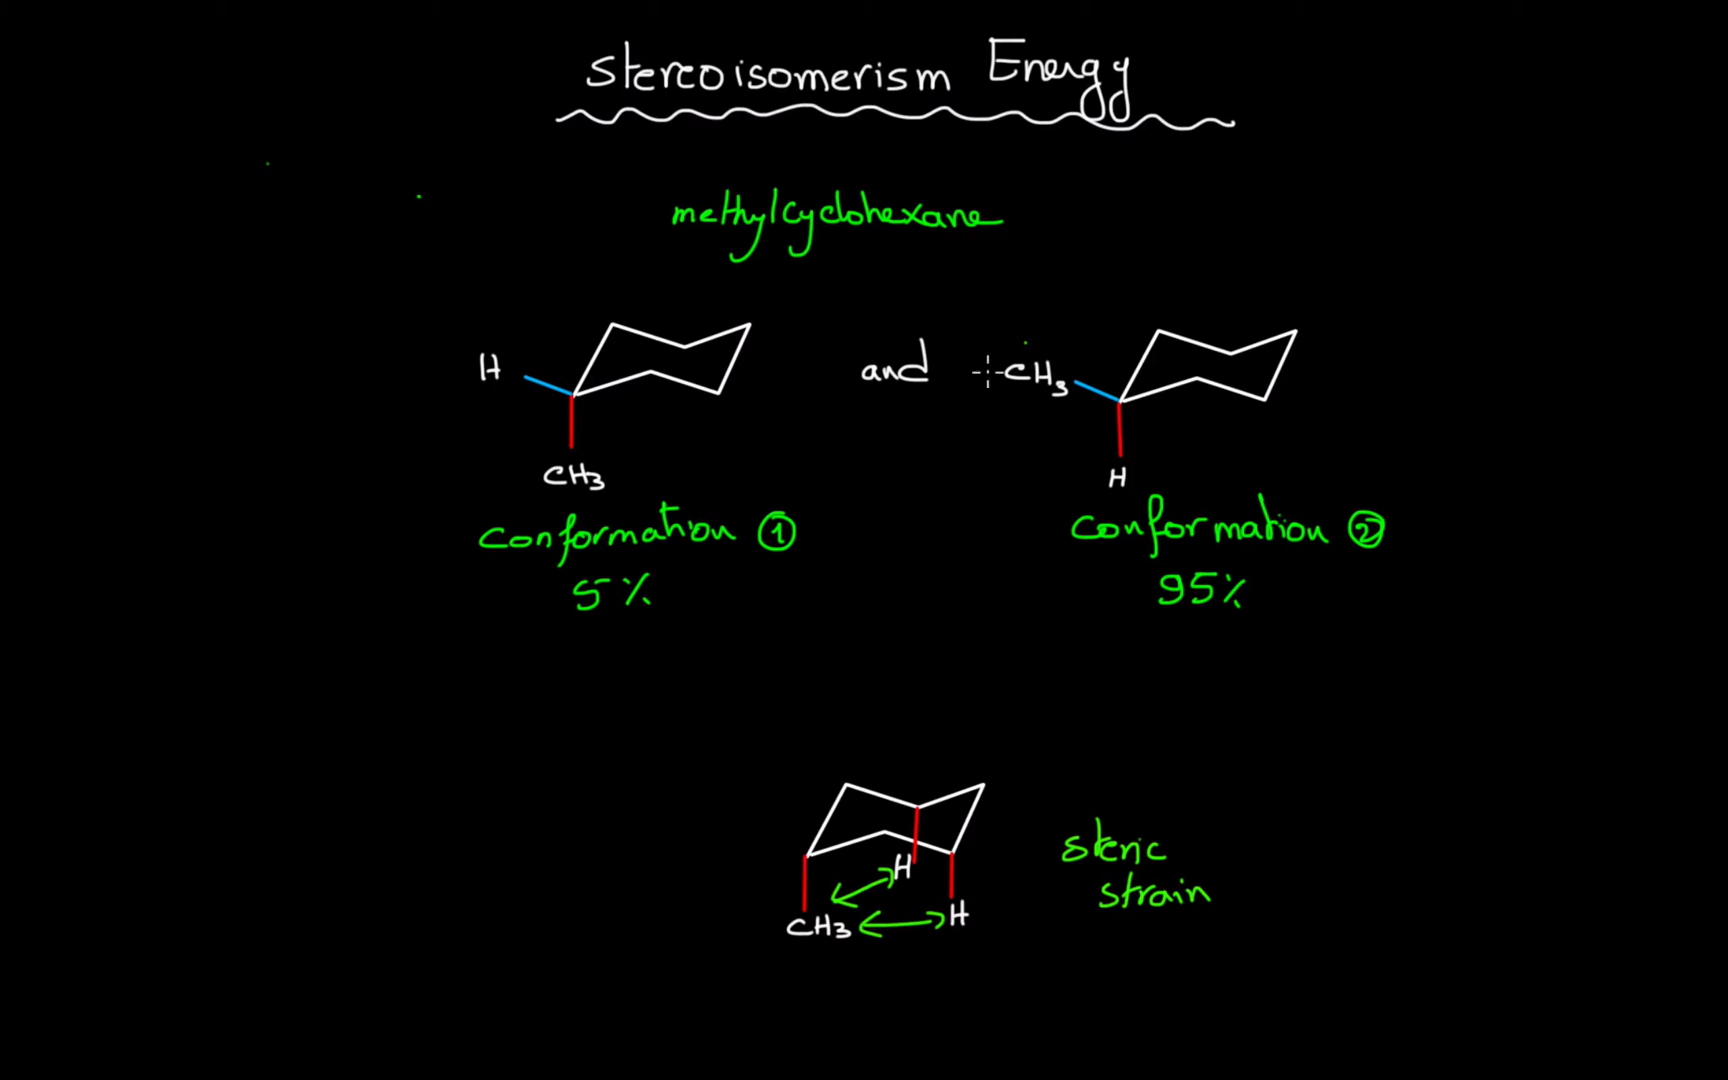 Stereoisomerism Energy
methylcyclohexane
H
and
CH3
CH3
H
conformation ①
conformation ②
5%
95%
H
steric
strain
CH3
H